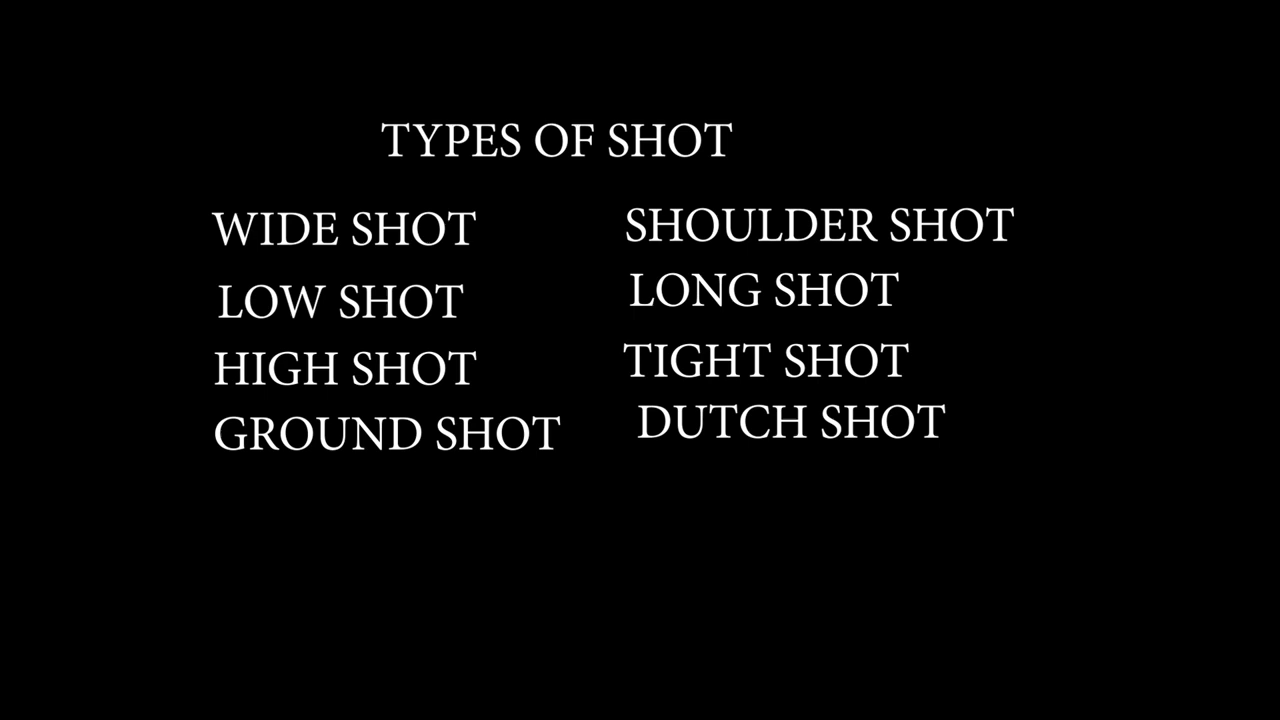 TYPES OF SHOT
WIDE SHOT
LOW SHOT
HIGH SHOT
GROUND SHOT
SHOULDER SHOT
LONG SHOT
TIGHT SHOT
DUTCH SHOT